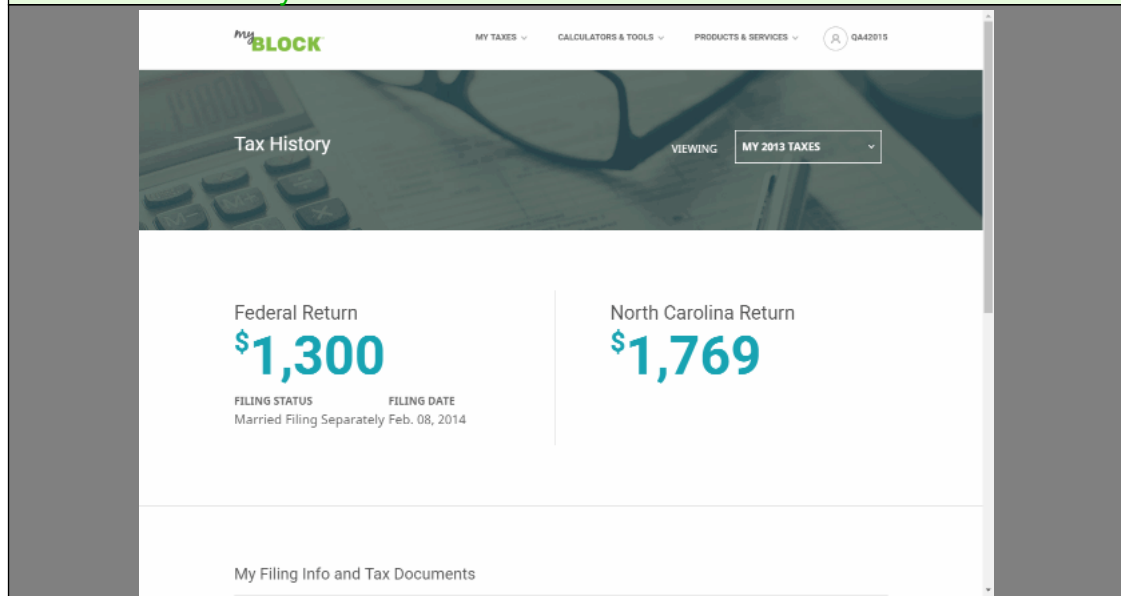 my BLOCK
MY TAXES
CALCULATORS & TOOLS
PRODUCTS & SERVICES
QA42015
Tax History
VIEWING
MY 2013 TAXES
Federal Return
$1,300
FILING STATUS FILING DATE
Married Filing Separately Feb. 08, 2014
North Carolina Return
$1,769
My Filing Info and Tax Documents